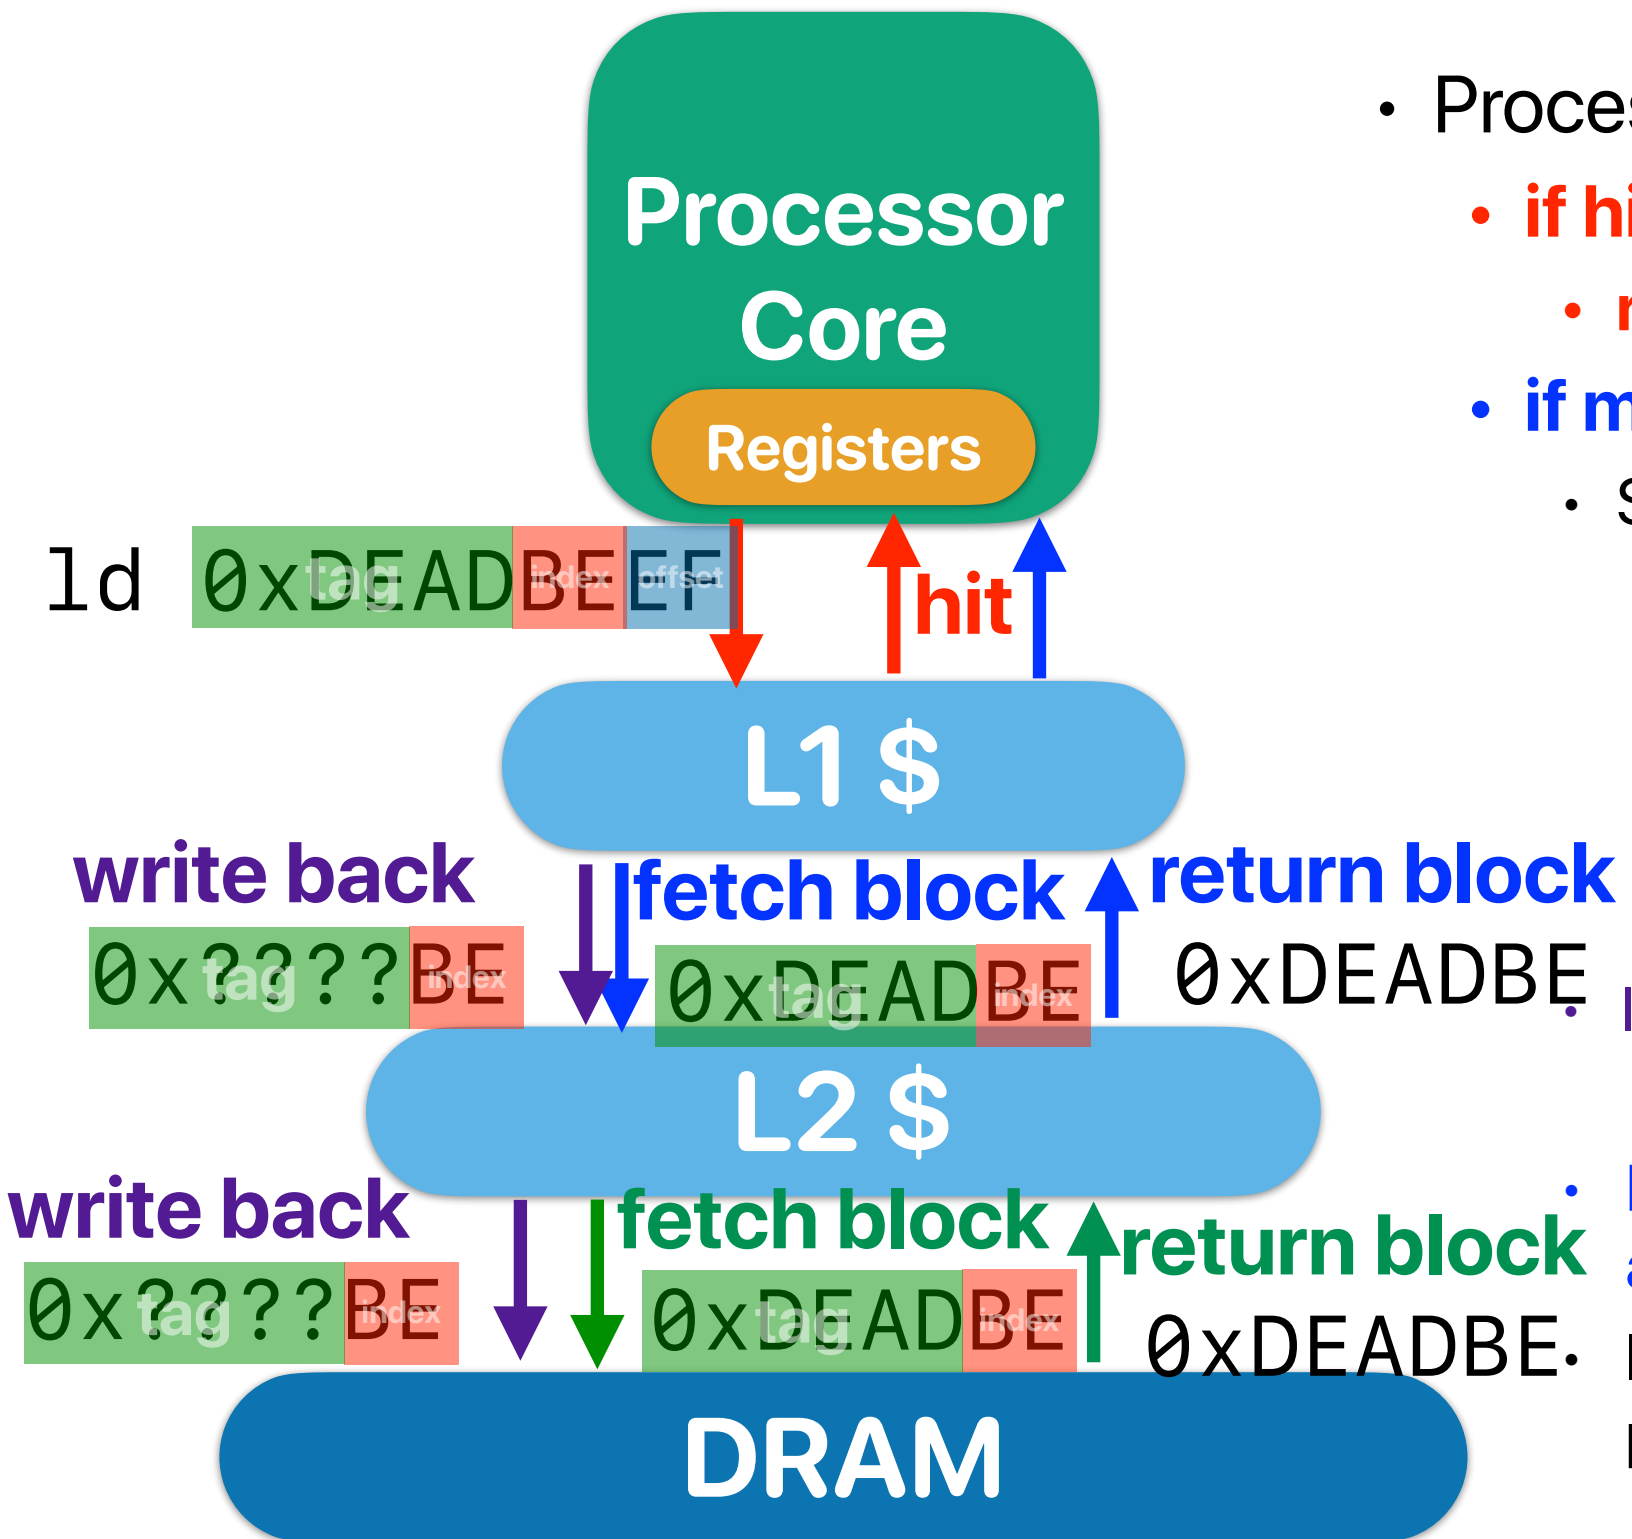 Processor
Core
Registers
if
ld 0xDEADBEEF
tag index offset
hit
L1 $
write back
fetch block
return block
0x????BE
tag index
0xDEADBE
tag index
0xDEADBE
L2 $
write back
fetch block
return block
0x????BE
tag index
0xDEADBE
tag index
0xDEADBE
DRAM
• Proces
• if hi
• if m